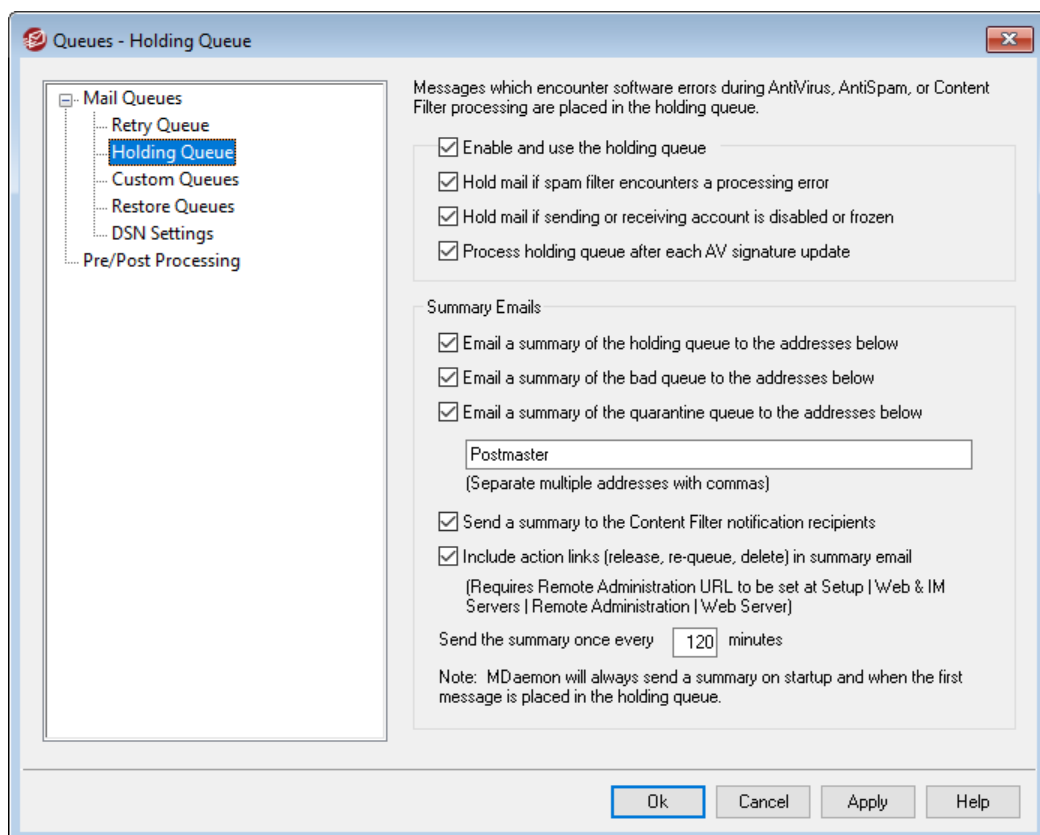 Queues - Holding Queue
Mail Queues
Retry Queue
Holding Queue
Custom Queues
Restore Queues
DSN Settings
Pre/Post Processing
Messages which encounter software errors during AntiVirus, AntiSpam, or Content
Filter processing are placed in the holding queue.
Enable and use the holding queue
Hold mail if spam filter encounters a processing error
Hold mail if sending or receiving account is disabled or frozen
Process holding queue after each AV signature update
Summary Emails
Email a summary of the holding queue to the addresses below
Email a summary of the bad queue to the addresses below
Email a summary of the quarantine queue to the addresses below
Postmaster
(Separate multiple addresses with commas)
Send a summary to the Content Filter notification recipients
Include action links (release, re-queue, delete) in summary email
(Requires Remote Administration URL to be set at Setup | Web & IM
Servers | Remote Administration | Web Server)
Send the summary once every 120 minutes
Note: MDaemon will always send a summary on startup and when the first
message is placed in the holding queue.
Ok Cancel Apply Help